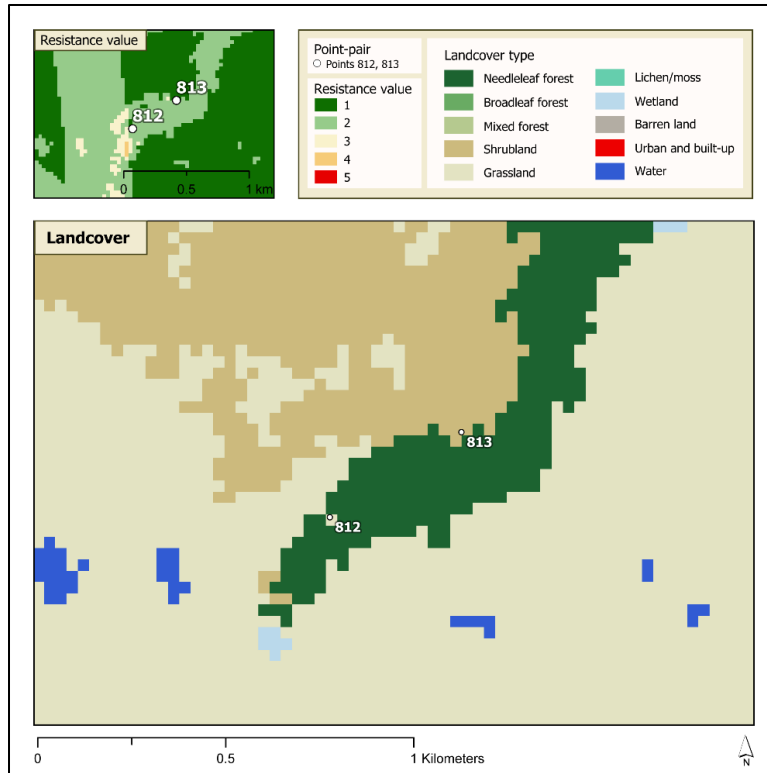 Resistance value
813
812
0
0.5
1 km
Point-pair
Points 812, 813
Resistance value
1
2
3
4
5
Landcover type
Needleleaf forest
Broadleaf forest
Mixed forest
Shrubland
Grassland
Lichen/moss
Wetland
Barren land
Urban and built-up
Water
Landcover
813
812
0
0.5
1 Kilometers
N